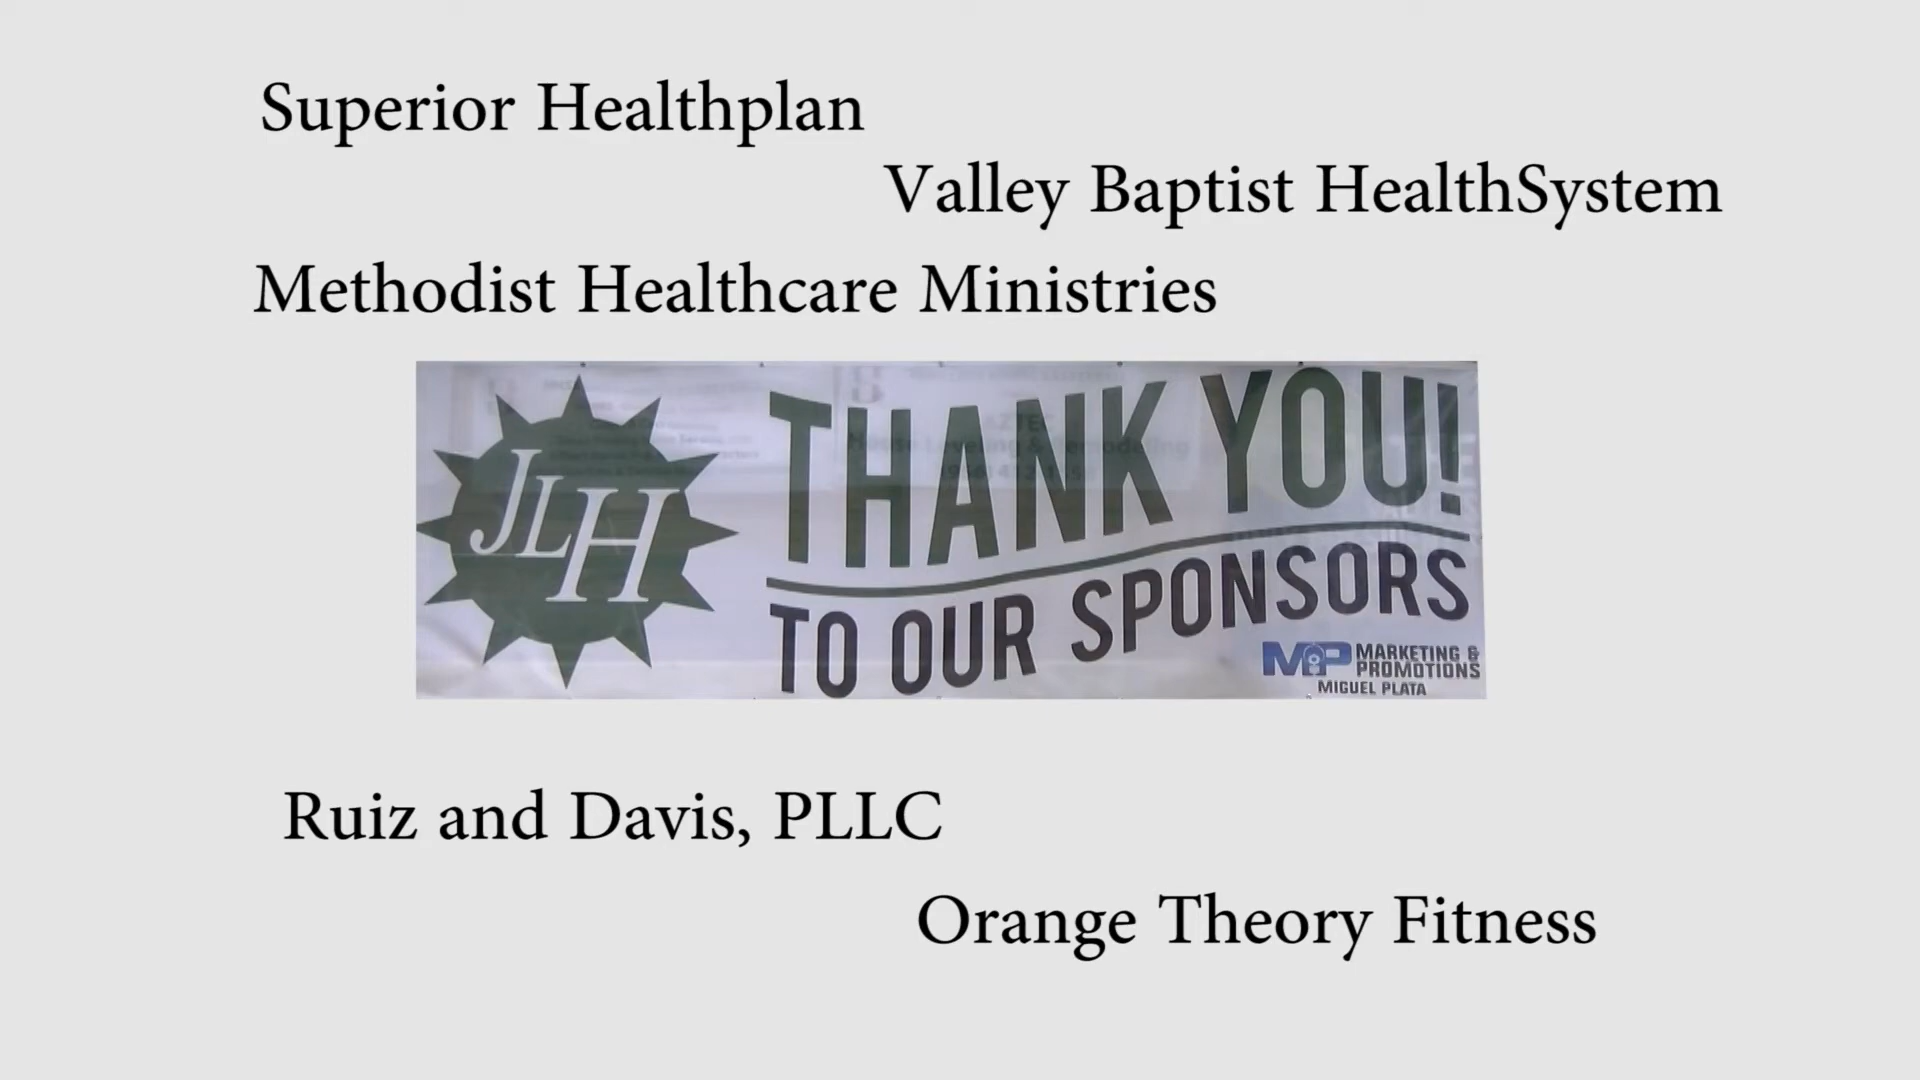 Superior Healthplan
Valley Baptist HealthSystem
Methodist Healthcare Ministries
JLH
THANK YOU!
TO OUR SPONSORS
MP MARKETING &
PROMOTIONS
MIGUEL PLATA
Ruiz and Davis, PLLC
Orange Theory Fitness